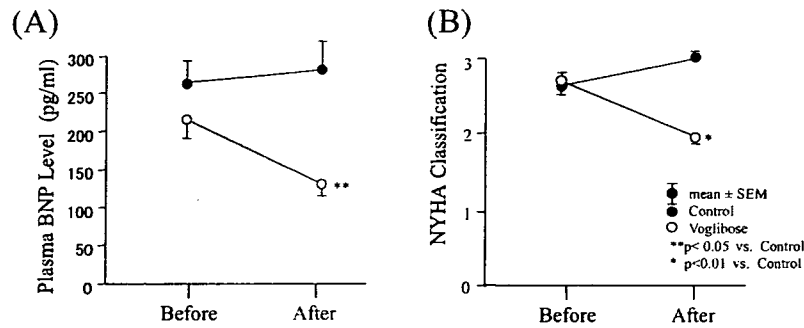 (A)
Plasma BNP Level (pg/ml)
300
250
200
150
100
50
0
Before
After
**
(B)
NYHA Classification
3
2
1
0
Before
After
*
mean ± SEM
Control
Voglibose
**p< 0.05 vs. Control
* p<0.01 vs. Control